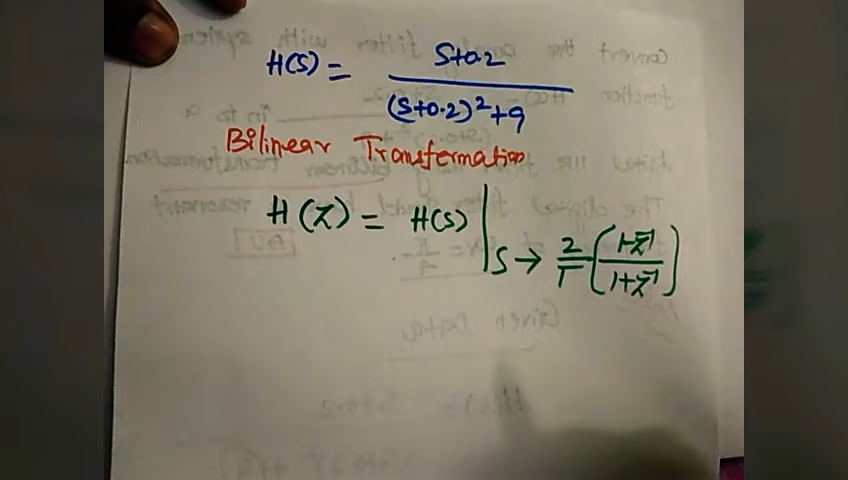 H(S) = S+0.2 / (S+0.2)²+9
Bilinear Transformation
H(Z) = H(S) | S → 2/T (1-Z⁻¹ / 1+Z⁻¹)